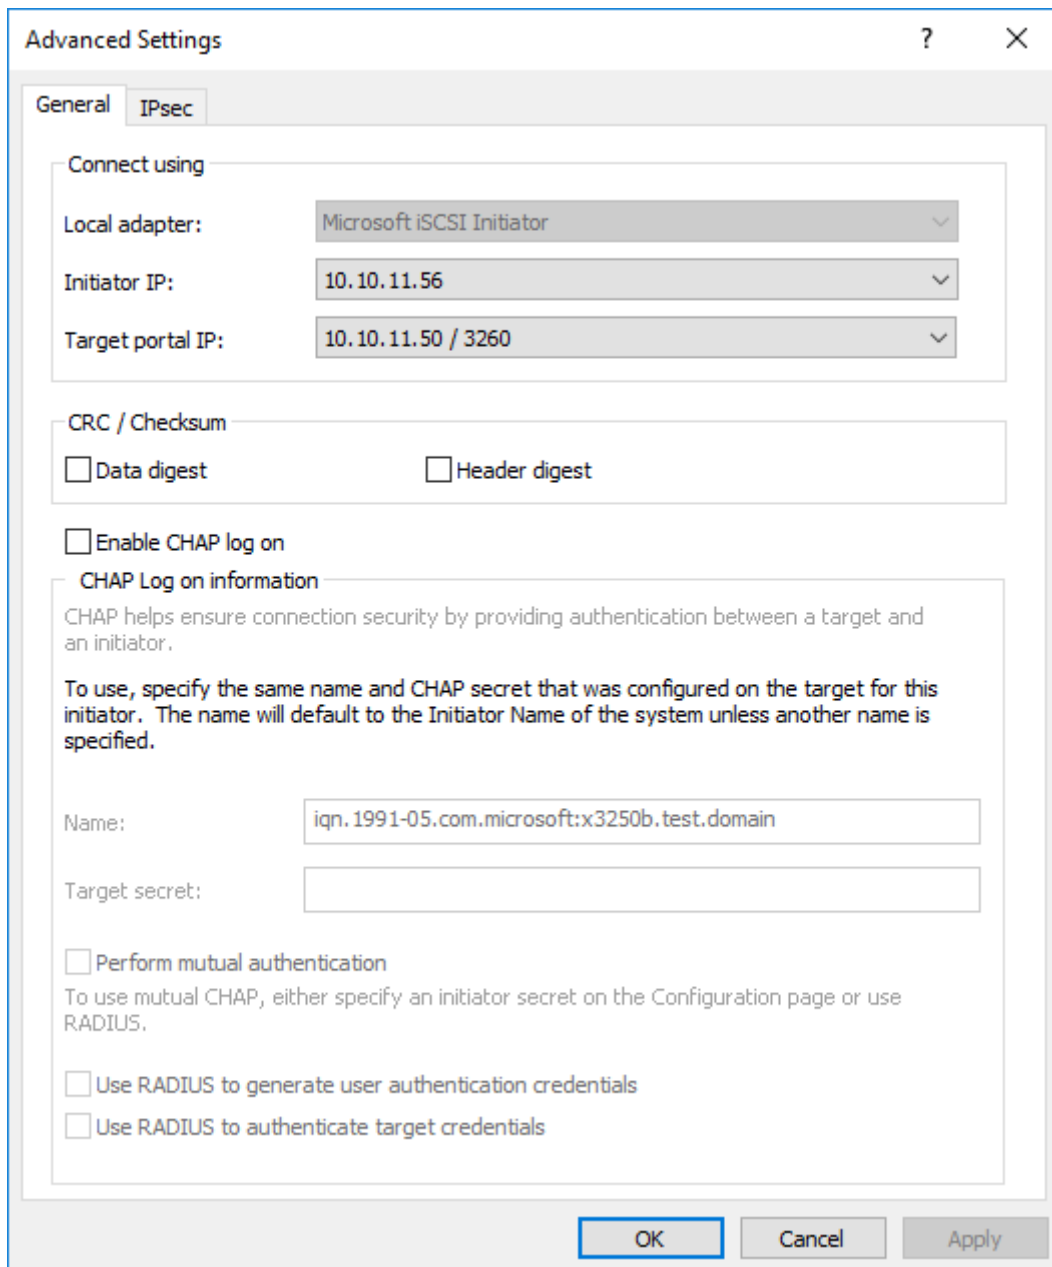 Advanced Settings
?
General
IPsec
Connect using
Local adapter:
Microsoft iSCSI Initiator
Initiator IP:
10.10.11.56
Target portal IP:
10.10.11.50 / 3260
CRC / Checksum
Data digest
Header digest
Enable CHAP log on
CHAP Log on information
CHAP helps ensure connection security by providing authentication between a target and
an initiator.
To use, specify the same name and CHAP secret that was configured on the target for this
initiator.  The name will default to the Initiator Name of the system unless another name is
specified.
Name:
iqn.1991-05.com.microsoft:x3250b.test.domain
Target secret:
Perform mutual authentication
To use mutual CHAP, either specify an initiator secret on the Configuration page or use
RADIUS.
Use RADIUS to generate user authentication credentials
Use RADIUS to authenticate target credentials
OK
Cancel
Apply